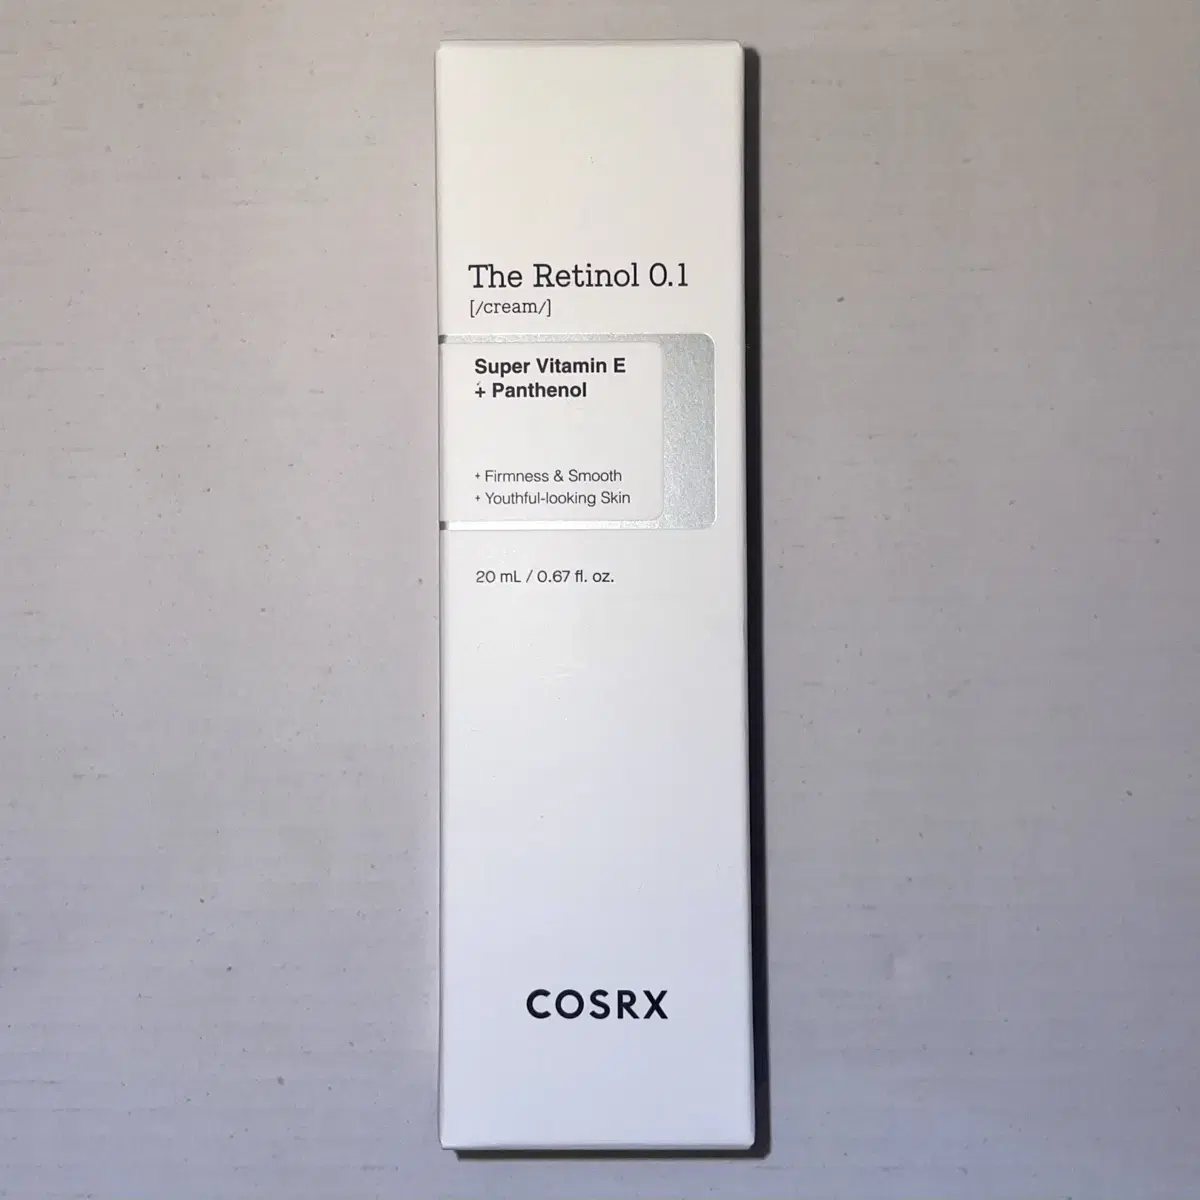 The Retinol 0.1
[/cream/]
Super Vitamin E
+ Panthenol
+ Firmness & Smooth
+ Youthful-looking Skin
20 mL / 0.67 fl. oz.
COSRX